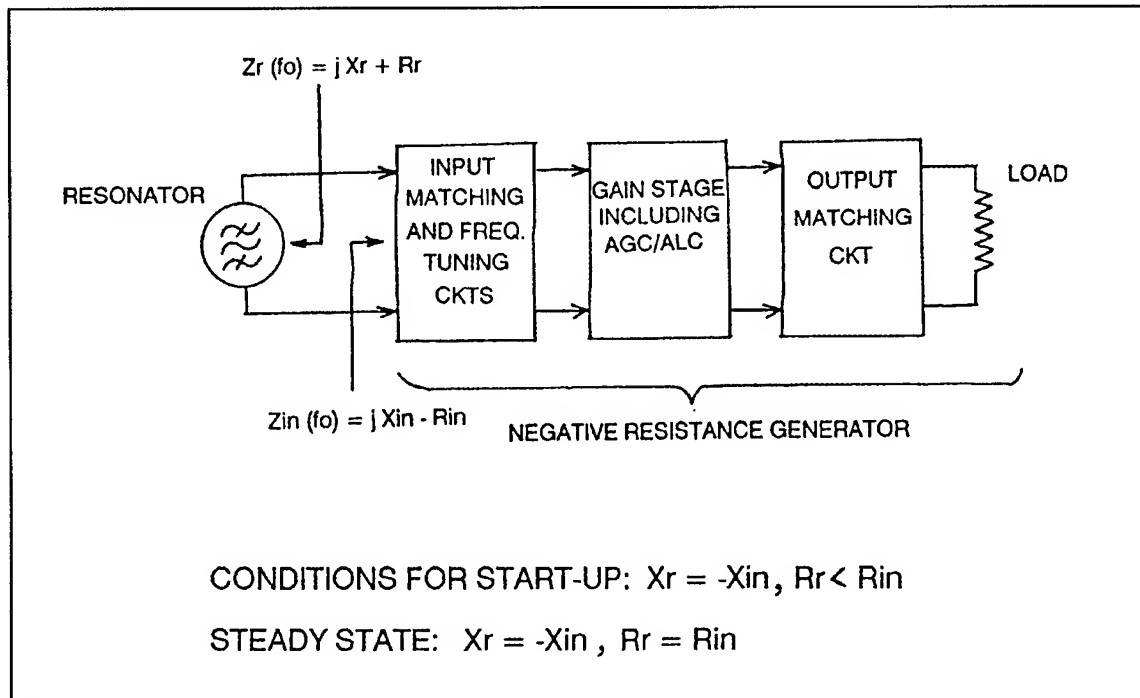 Zr (fo) = j Xr + Rr
RESONATOR
INPUT
MATCHING
AND FREQ.
TUNING
CKTS
GAIN STAGE
INCLUDING
AGC/ALC
OUTPUT
MATCHING
CKT
LOAD
Zin (fo) = j Xin - Rin
NEGATIVE RESISTANCE GENERATOR
CONDITIONS FOR START-UP: Xr = -Xin, Rr < Rin
STEADY STATE: Xr = -Xin , Rr = Rin